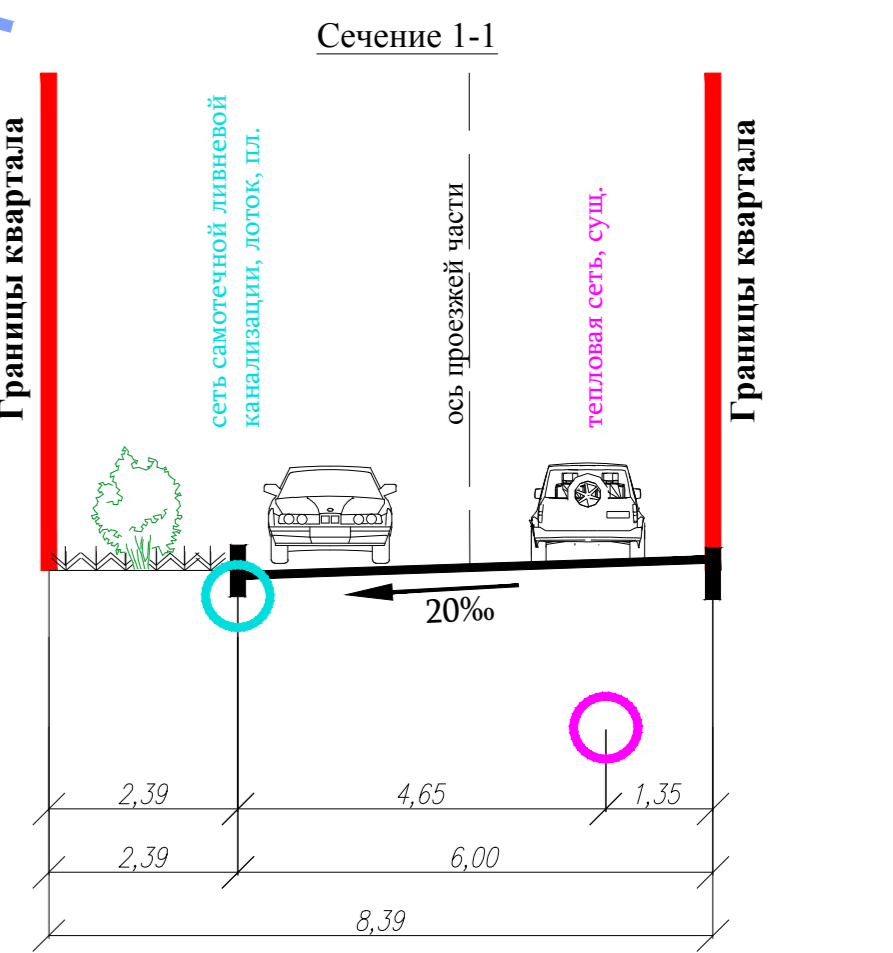 Сечение 1-1
Границы квартала
сеть самотечной ливневой
канализации, лоток, пл.
ось проезжей части
тепловая сеть, сущ.
Границы квартала
20‰
2,39
4,65
1,35
2,39
6,00
8,39